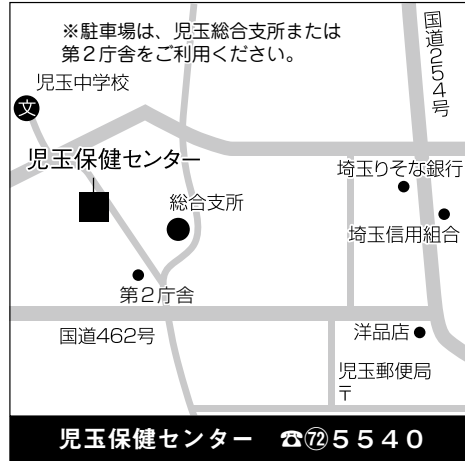 ※駐車場は、児玉総合支所または
第2庁舎をご利用ください。
国道254号
児玉中学校
文
児玉保健センター
埼玉りそな銀行
総合支所
埼玉信用組合
第2庁舎
国道462号
洋品店
児玉郵便局
〒
児玉保健センター ☎72 5540